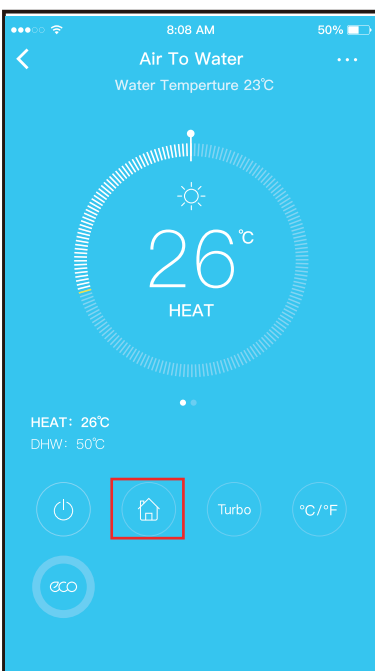 8:08 AM 50%
Air To Water
Water Temperture 23℃
26℃
HEAT
HEAT: 26℃
DHW: 50℃
Turbo °C/°F
eco